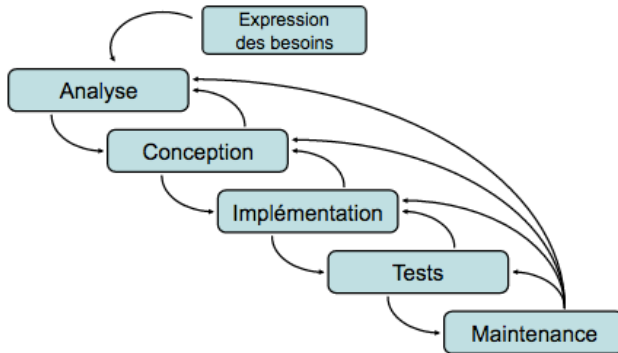 Expression
des besoins
Analyse
Conception
Implémentation
Tests
Maintenance